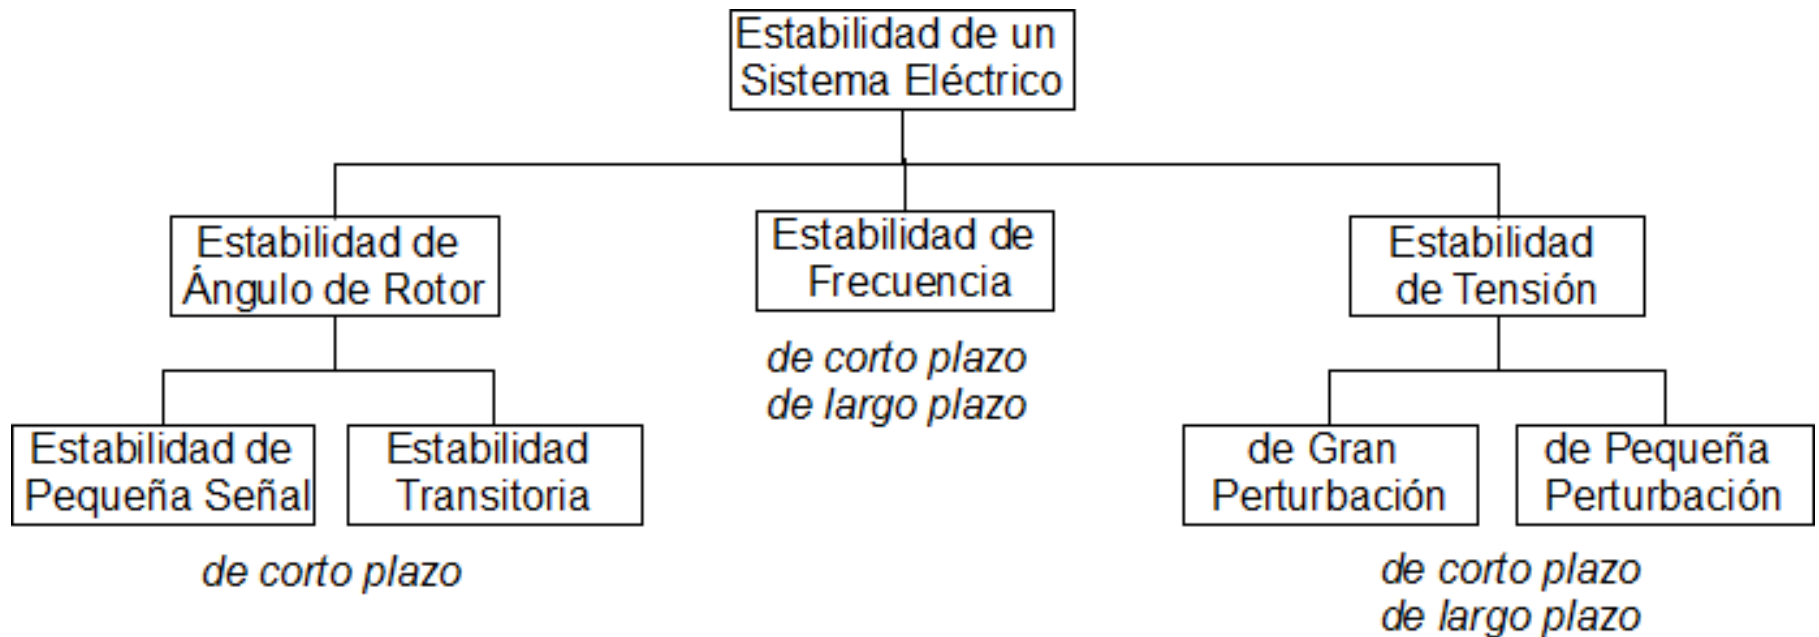 Estabilidad de un
Sistema Eléctrico
Estabilidad de
Ángulo de Rotor
Estabilidad de
Frecuencia
de corto plazo
de largo plazo
Estabilidad
de Tensión
Estabilidad de
Pequeña Señal
Estabilidad
Transitoria
de corto plazo
de Gran
Perturbación
de Pequeña
Perturbación
de corto plazo
de largo plazo